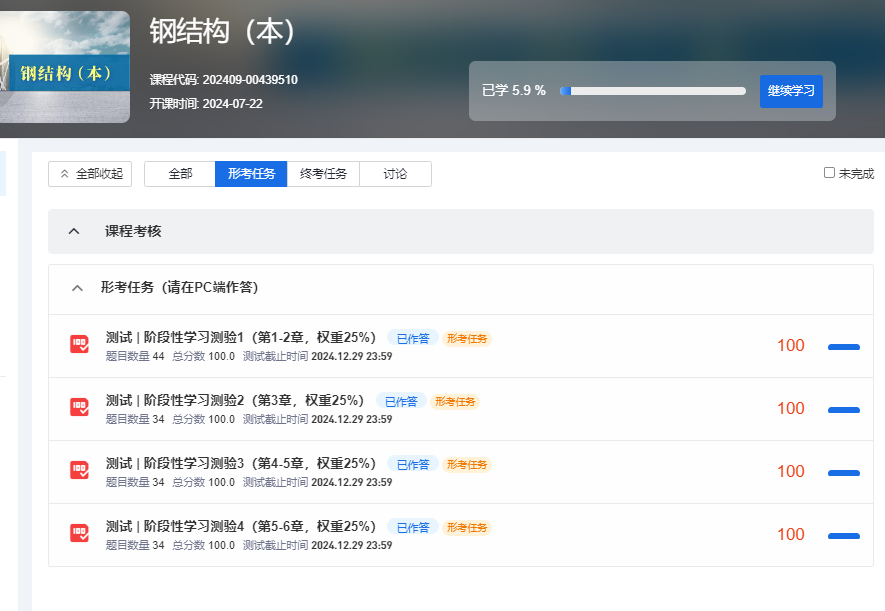 钢结构（本）
钢结构（本）
课程代码: 202409-00439510
开课时间: 2024-07-22
已学 5.9 %
继续学习
全部收起
全部
形考任务
终考任务
讨论
未完成
课程考核
形考任务（请在PC端作答）
测试 | 阶段性学习测验1（第1-2章，权重25%） 已作答 形考任务
题目数量 44 总分数 100.0 测试截止时间 2024.12.29 23:59
100
测试 | 阶段性学习测验2（第3章，权重25%） 已作答 形考任务
题目数量 34 总分数 100.0 测试截止时间 2024.12.29 23:59
100
测试 | 阶段性学习测验3（第4-5章，权重25%） 已作答 形考任务
题目数量 34 总分数 100.0 测试截止时间 2024.12.29 23:59
100
测试 | 阶段性学习测验4（第5-6章，权重25%） 已作答 形考任务
题目数量 34 总分数 100.0 测试截止时间 2024.12.29 23:59
100